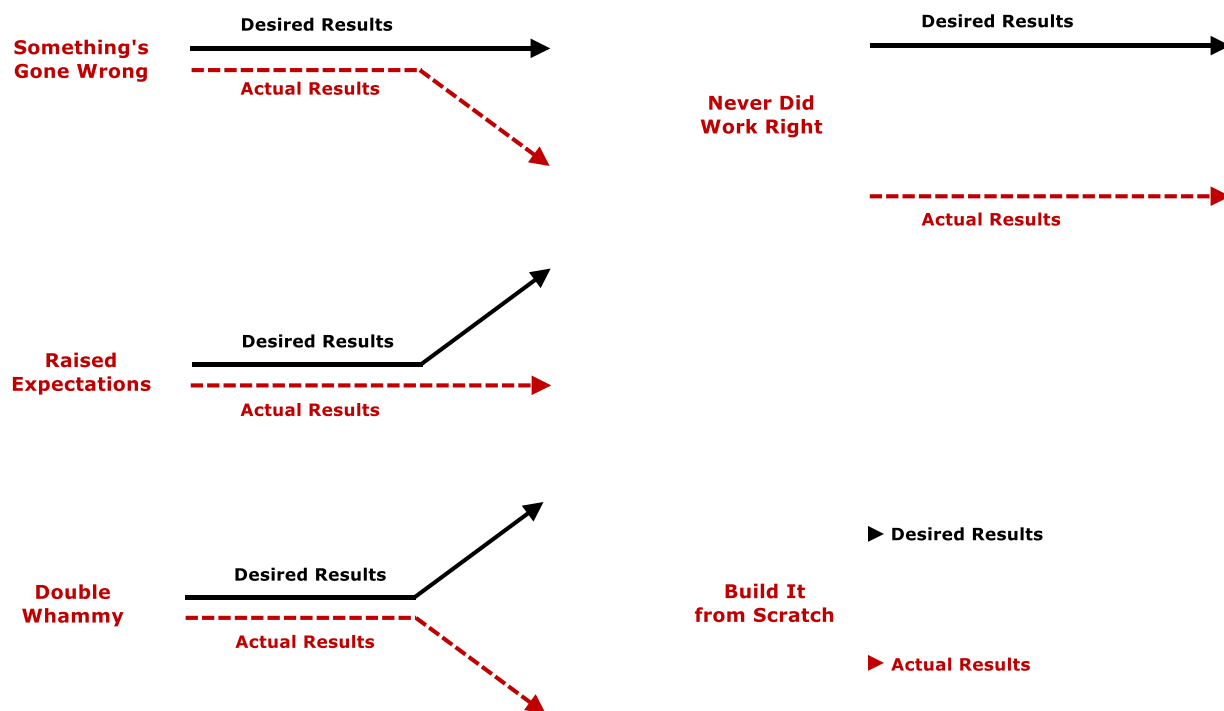 Desired Results
Something's
Gone Wrong
Actual Results
Desired Results
Never Did
Work Right
Actual Results
Desired Results
Raised
Expectations
Actual Results
Desired Results
Double
Whammy
Actual Results
Desired Results
Build It
from Scratch
Actual Results